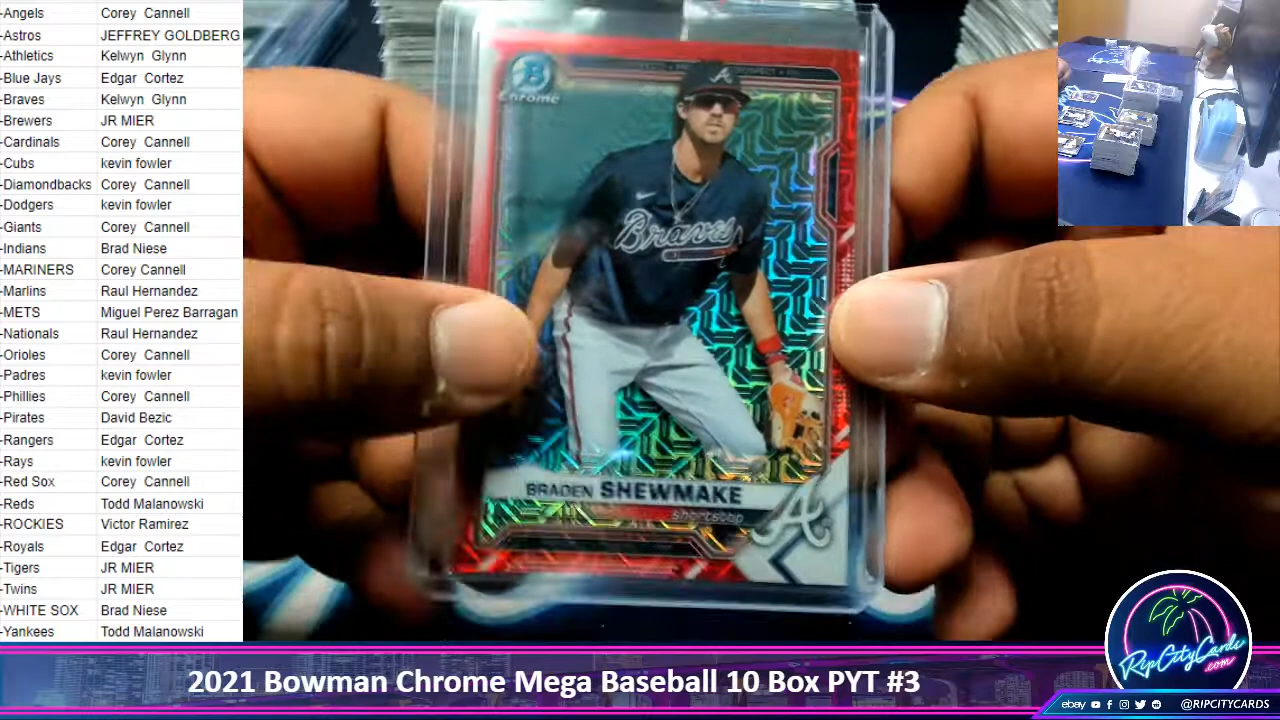 -Angels Corey Cannell
-Astros JEFFREY GOLDBERG
-Athletics Kelwyn Glynn
-Blue Jays Edgar Cortez
-Braves Kelwyn Glynn
-Brewers JR MIER
-Cardinals Corey Cannell
-Cubs kevin fowler
-Diamondbacks Corey Cannell
-Dodgers kevin fowler
-Giants Corey Cannell
-Indians Brad Niese
-MARINERS Corey Cannell
-Marlins Raul Hernandez
-METS Miguel Perez Barragan
-Nationals Raul Hernandez
-Orioles Corey Cannell
-Padres kevin fowler
-Phillies Corey Cannell
-Pirates David Bezic
-Rangers Edgar Cortez
-Rays kevin fowler
-Red Sox Corey Cannell
-Reds Todd Malanowski
-ROCKIES Victor Ramirez
-Royals Edgar Cortez
-Tigers JR MIER
-Twins JR MIER
-WHITE SOX Brad Niese
-Yankees Todd Malanowski
B
Chrome
A
Braves
BRADEN SHEWMAKE
shortstop
A
2021 Bowman Chrome Mega Baseball 10 Box PYT #3
RipCityCards
.com
ebay @RIPCITYCARDS